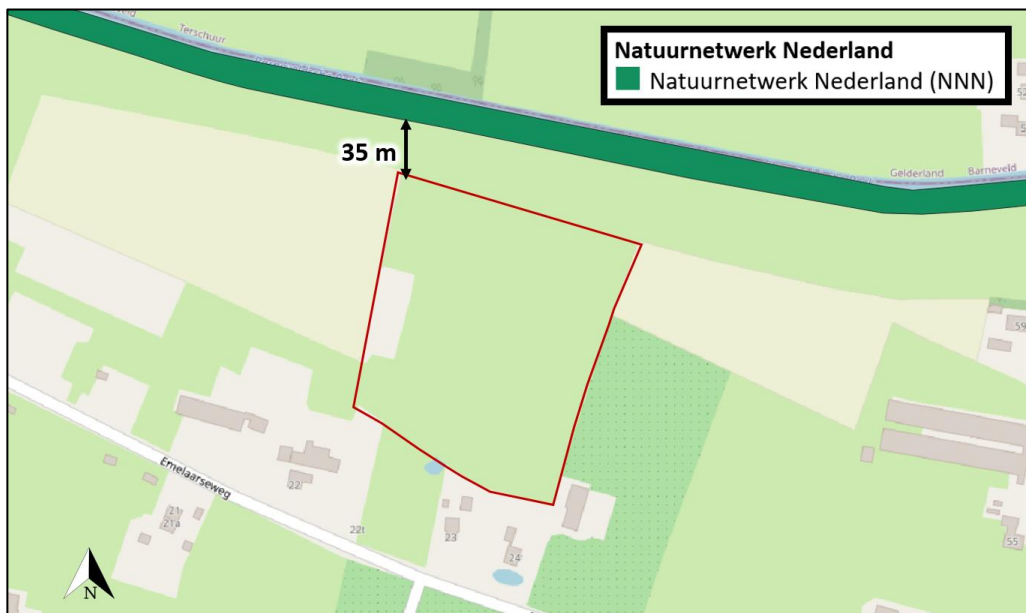 Terschuur
Natuurnetwerk Nederland
Natuurnetwerk Nederland (NNN)
35 m
Gelderland
Barneveld
59
Emelaarseweg
22
21
21a
22t
23
24
55
N